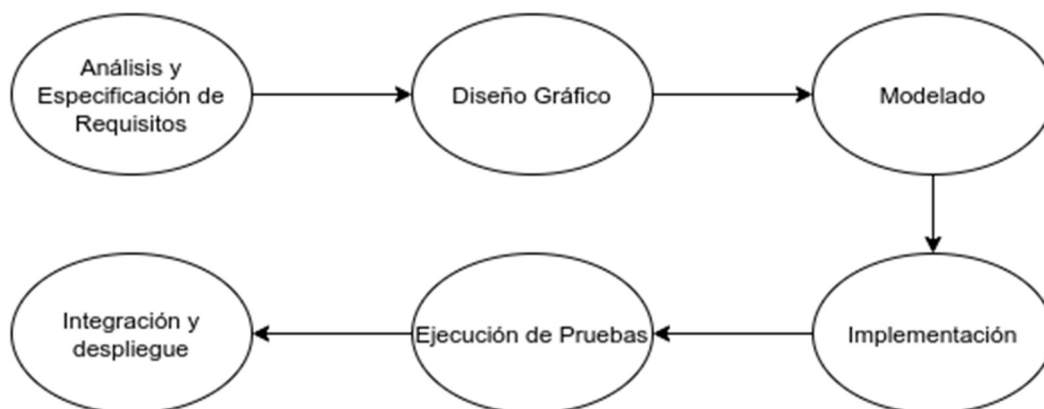 Análisis y
Especificación de
Requisitos
Diseño Gráfico
Modelado
Implementación
Ejecución de Pruebas
Integración y
despliegue